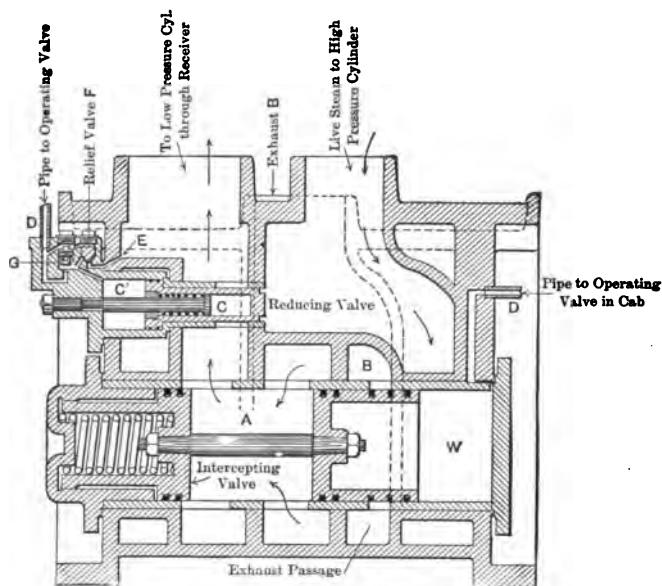 Pipe to Operating Valve
Relief Valve F
To Low Pressure Cyl.
through Receiver
Exhaust B
Live Steam to High
Pressure Cylinder
D
G
E
C'
C
Reducing Valve
Pipe to Operating
Valve in Cab
D
B
A
W
Intercepting
Valve
Exhaust Passage